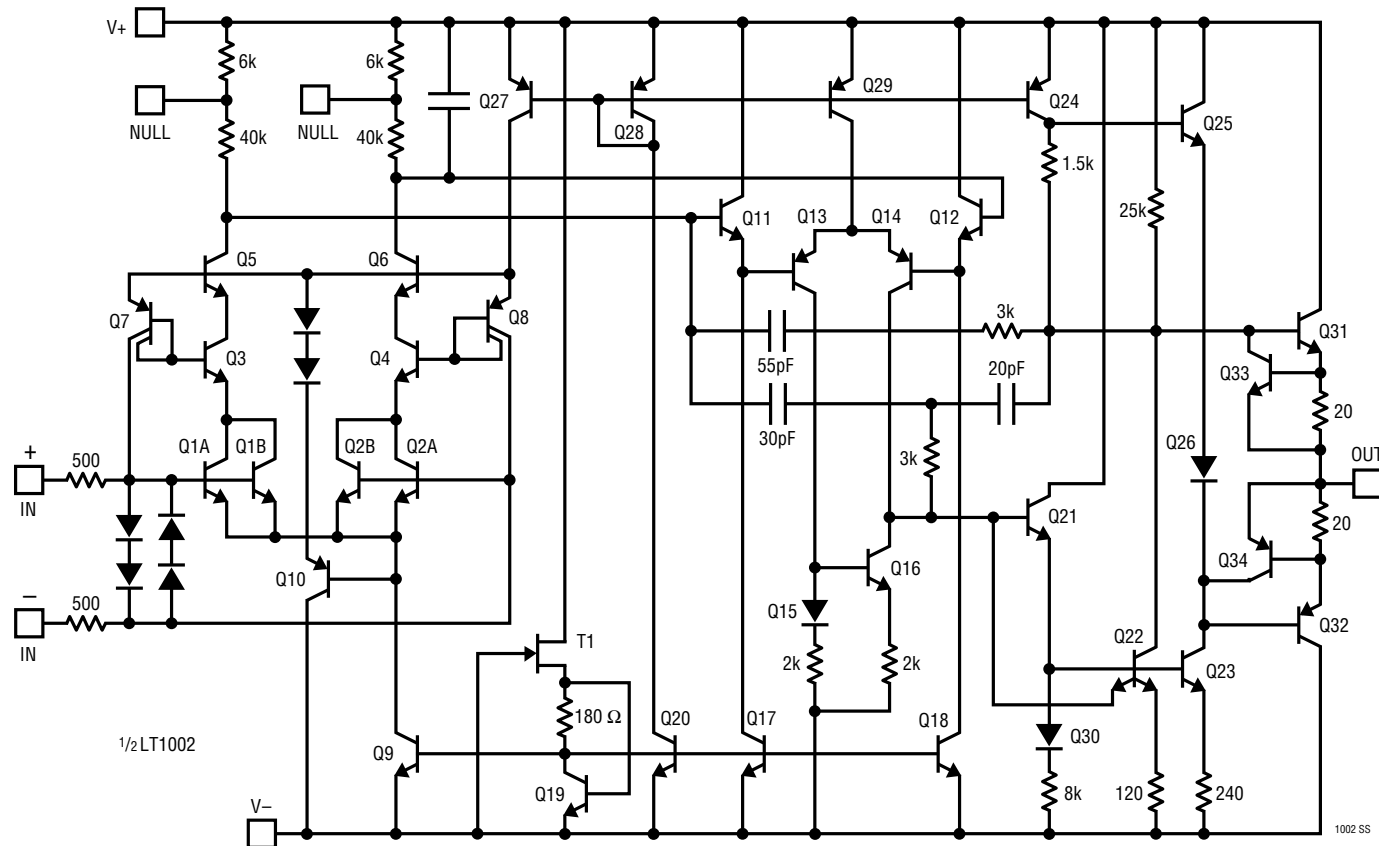 V+
6k
6k
NULL
NULL
40k
40k
Q27
Q28
Q29
Q24
Q25
1.5k
25k
Q11
Q13
Q14
Q12
Q5
Q6
Q7
Q8
Q3
Q4
3k
55pF
20pF
30pF
Q31
Q33
20
Q1A
Q1B
Q2B
Q2A
+
500
IN
3k
Q26
OUT
20
Q21
Q34
Q10
Q16
–
500
IN
Q15
2k
2k
T1
Q22
Q23
Q32
180 Ω
Q20
Q17
Q18
1/2 LT1002
Q9
Q19
Q30
8k
120
240
V–
1002 SS